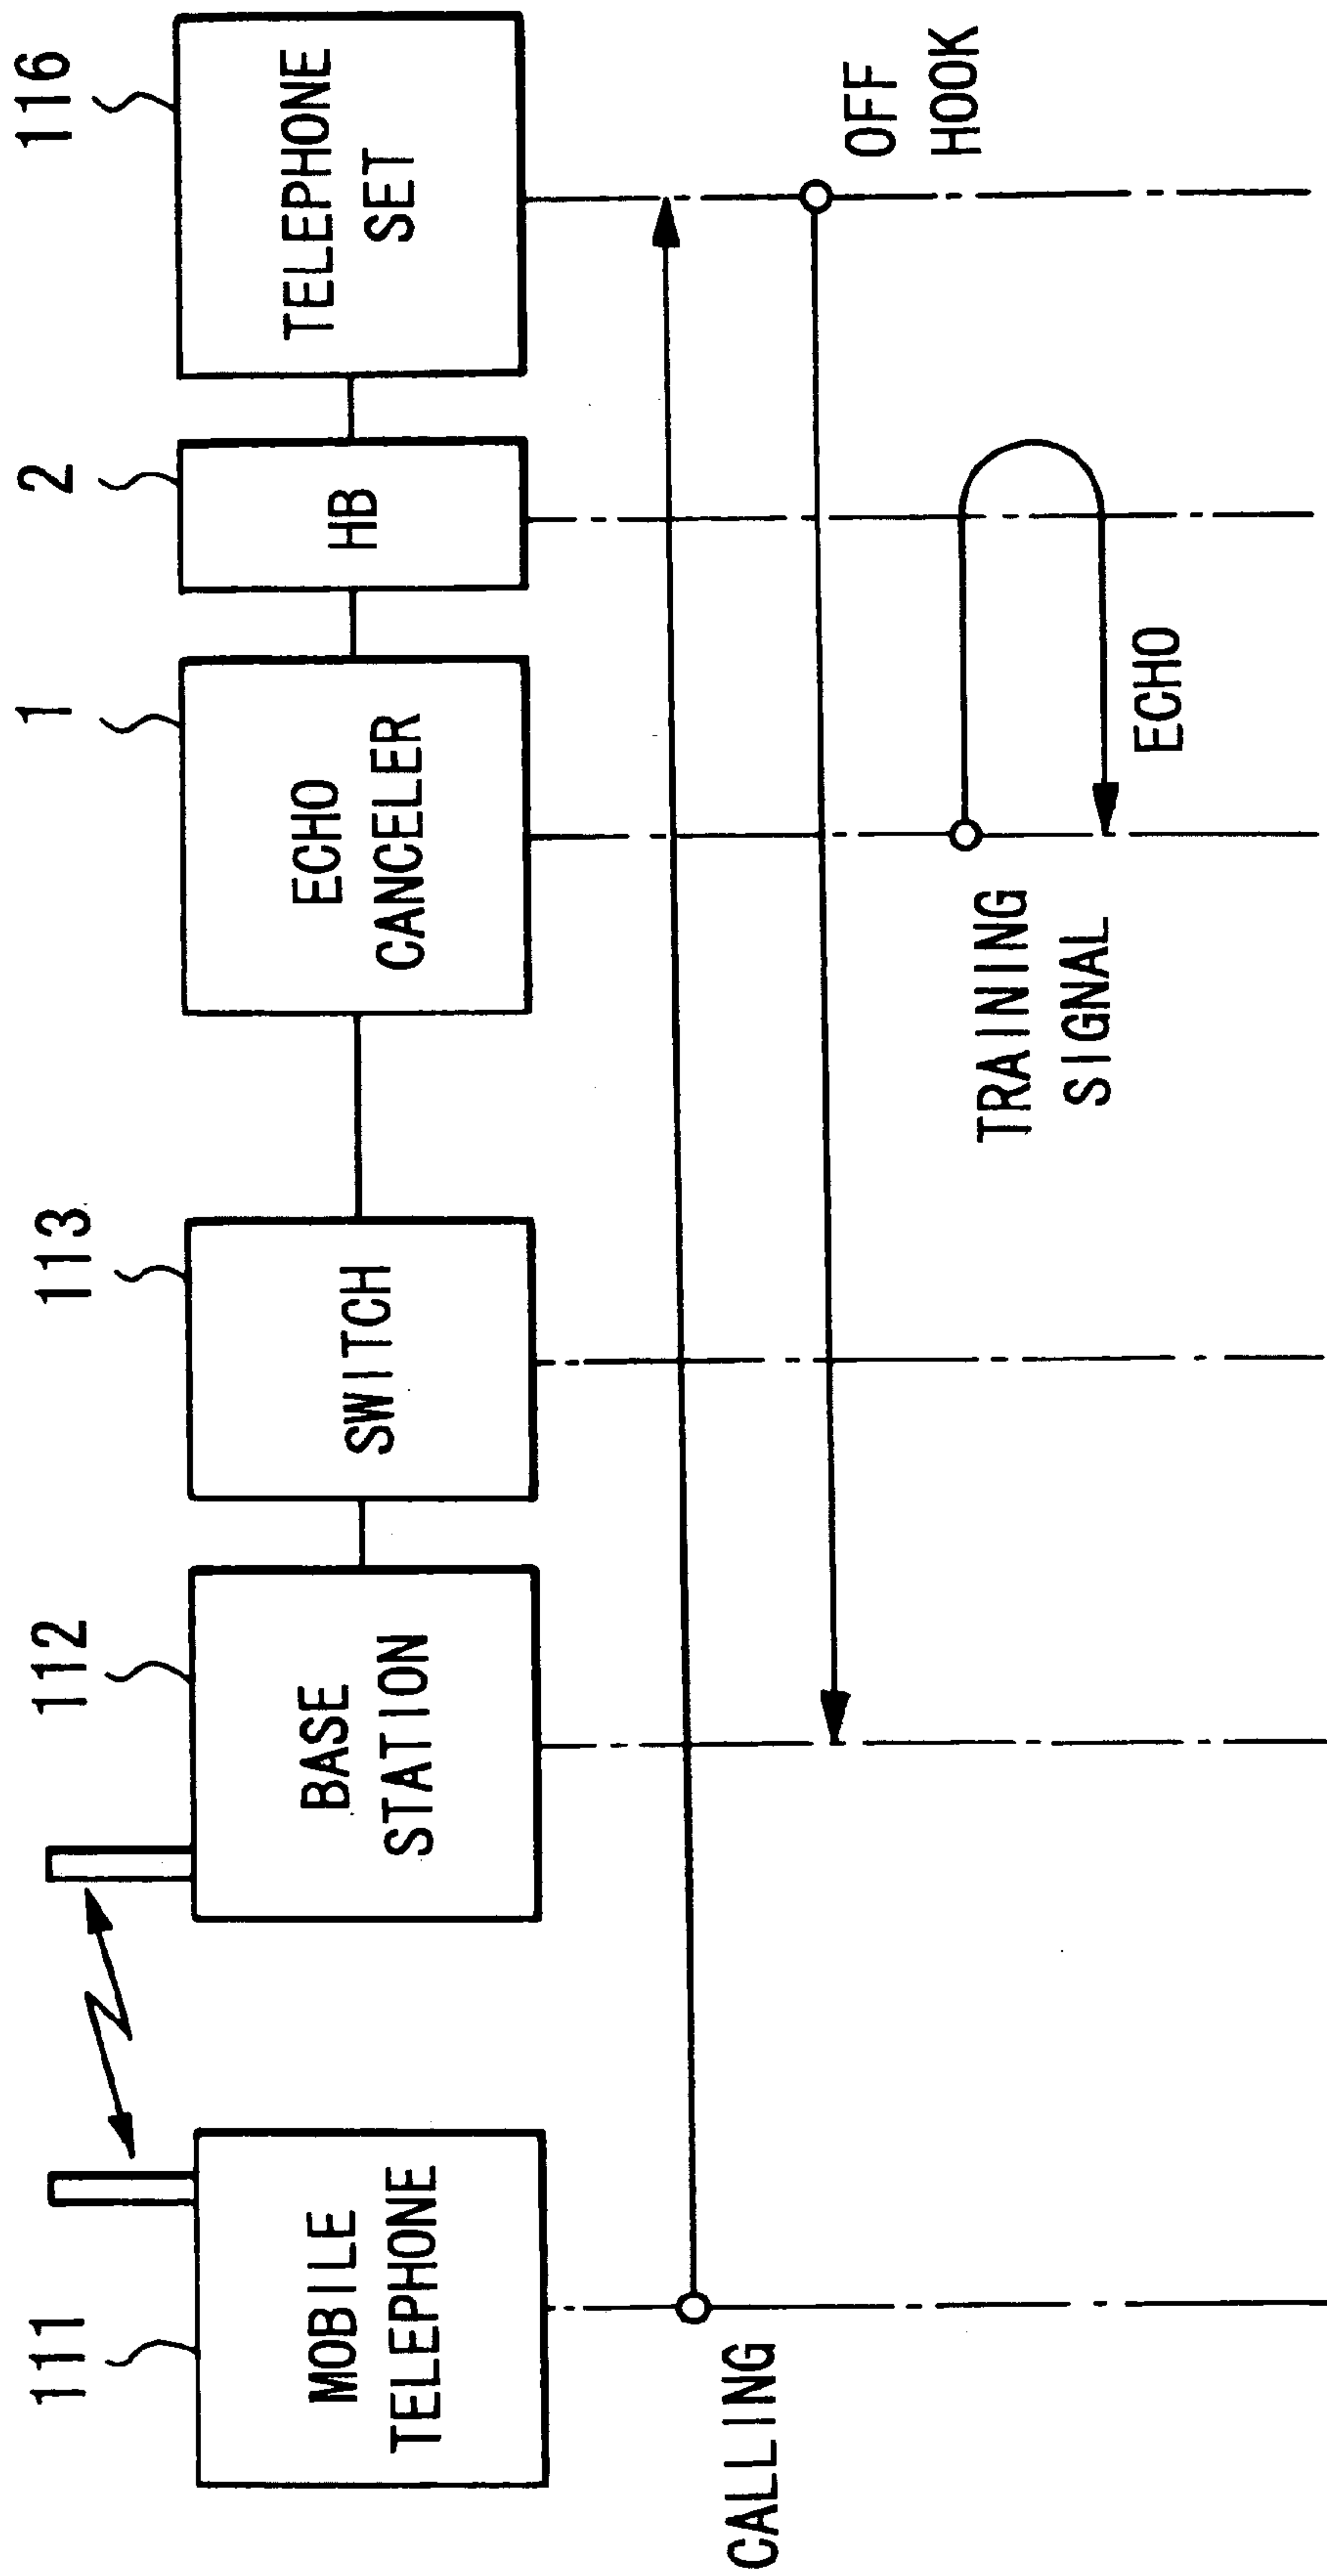 111
112
113
1
2
116
MOBILE
TELEPHONE
BASE
STATION
SWITCH
ECHO
CANCELER
HB
TELEPHONE
SET
CALLING
OFF
HOOK
TRAINING
SIGNAL
ECHO